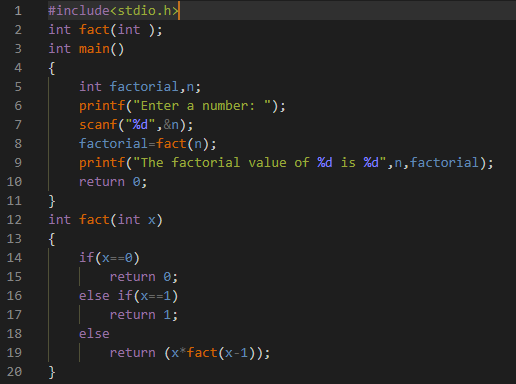 1 #include<stdio.h>
2 int fact(int );
3 int main()
4 {
5     int factorial,n;
6     printf("Enter a number: ");
7     scanf("%d",&n);
8     factorial=fact(n);
9     printf("The factorial value of %d is %d",n,factorial);
10     return 0;
11 }
12 int fact(int x)
13 {
14     if(x==0)
15         return 0;
16     else if(x==1)
17         return 1;
18     else
19         return (x*fact(x-1));
20 }